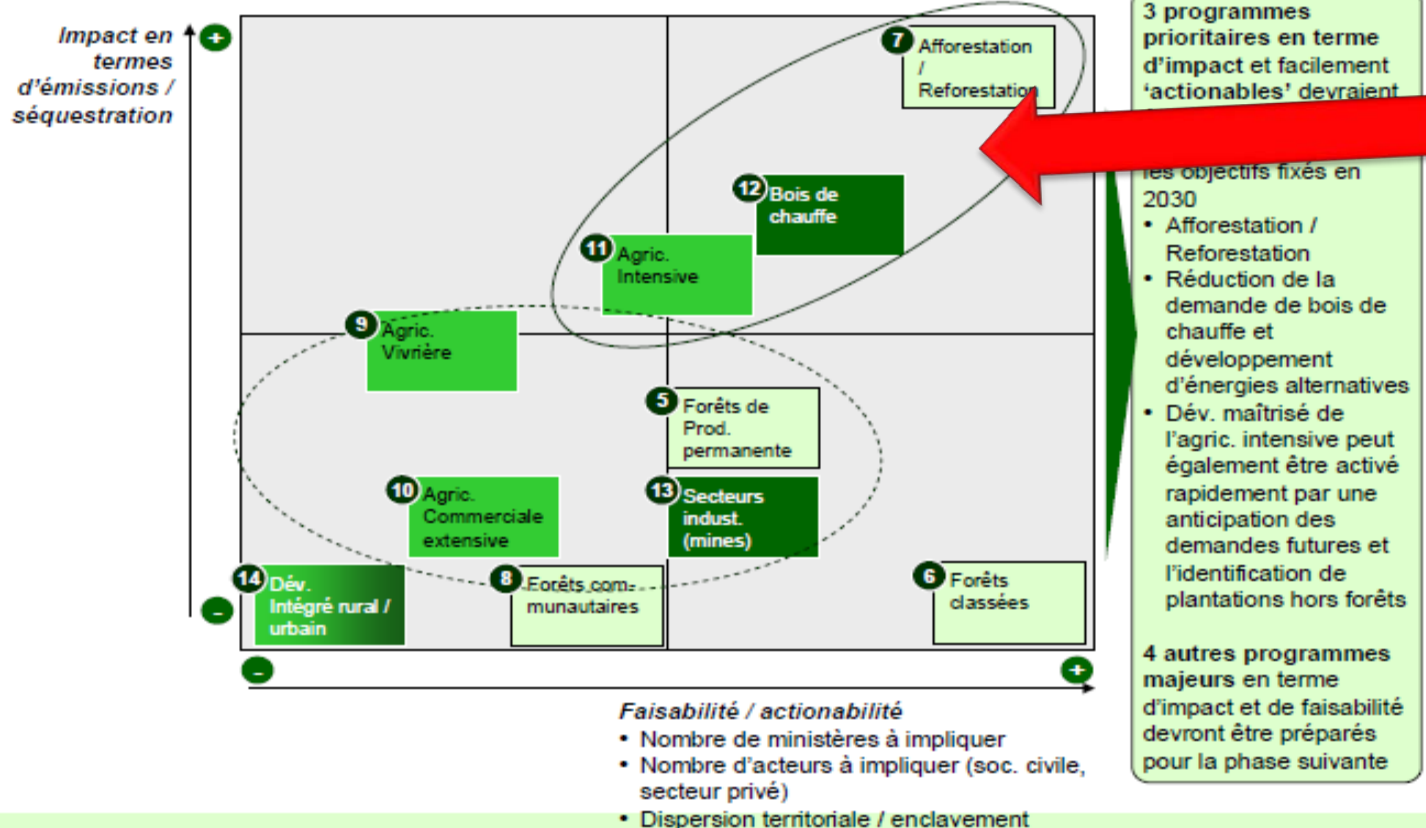 Impact en
termes
d'émissions /
séquestration
+
-
7
Afforestation
/
Reforestation
12
Bois de
chauffe
11
Agric.
Intensive
9
Agric.
Vivrière
5
Forêts de
Prod.
permanente
10
Agric.
Commerciale
extensive
13
Secteurs
indust.
(mines)
14
Dév.
Intégré rural /
urbain
8
Forêts com-
munautaires
6
Forêts
classées
-
+
Faisabilité / actionabilité
• Nombre de ministères à impliquer
• Nombre d'acteurs à impliquer (soc. civile,
secteur privé)
• Dispersion territoriale / enclavement
3 programmes
prioritaires en terme
d'impact et facilement
'actionables' devraient
les objectifs fixés en
2030
• Afforestation /
Reforestation
• Réduction de la
demande de bois de
chauffe et
développement
d'énergies alternatives
• Dév. maîtrisé de
l'agric. intensive peut
également être activé
rapidement par une
anticipation des
demandes futures et
l'identification de
plantations hors forêts
4 autres programmes
majeurs en terme
d'impact et de faisabilité
devront être préparés
pour la phase suivante